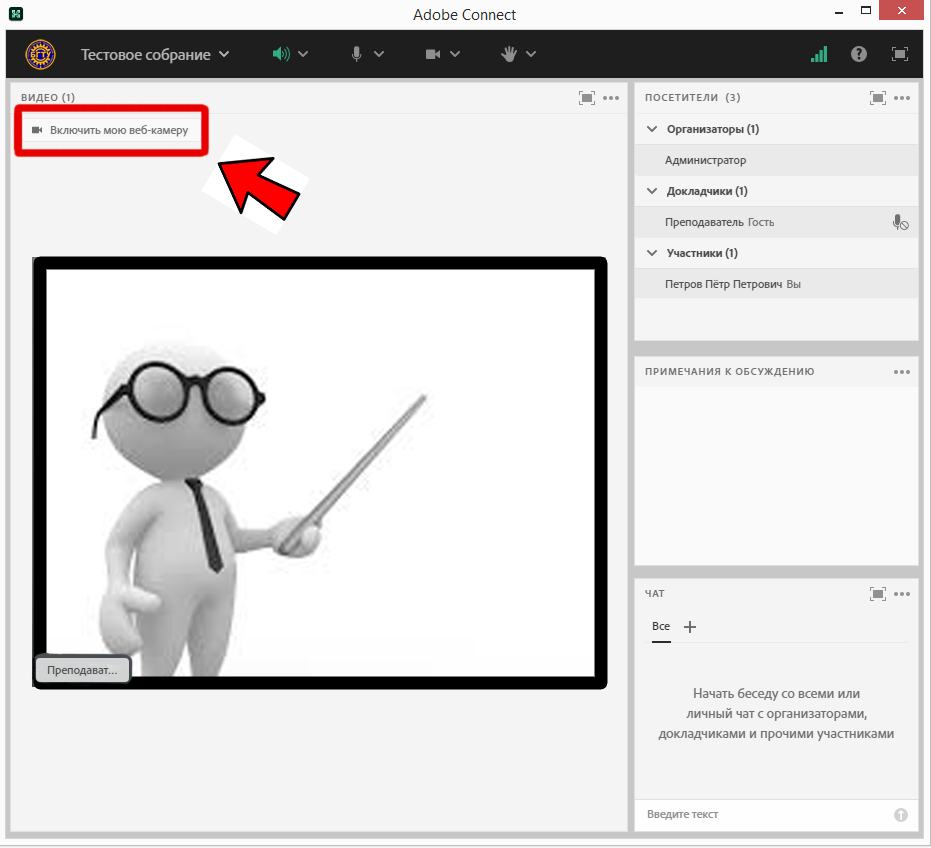 Adobe Connect
Тестовое собрание
ВИДЕО (1)
Включить мою веб-камеру
Преподават...
ПОСЕТИТЕЛИ (3)
Организаторы (1)
Администратор
Докладчики (1)
Преподаватель Гость
Участники (1)
Петров Пётр Петрович Вы
ПРИМЕЧАНИЯ К ОБСУЖДЕНИЮ
ЧАТ
Все
Начать беседу со всеми или
личный чат с организаторами,
докладчиками и прочими участниками
Введите текст